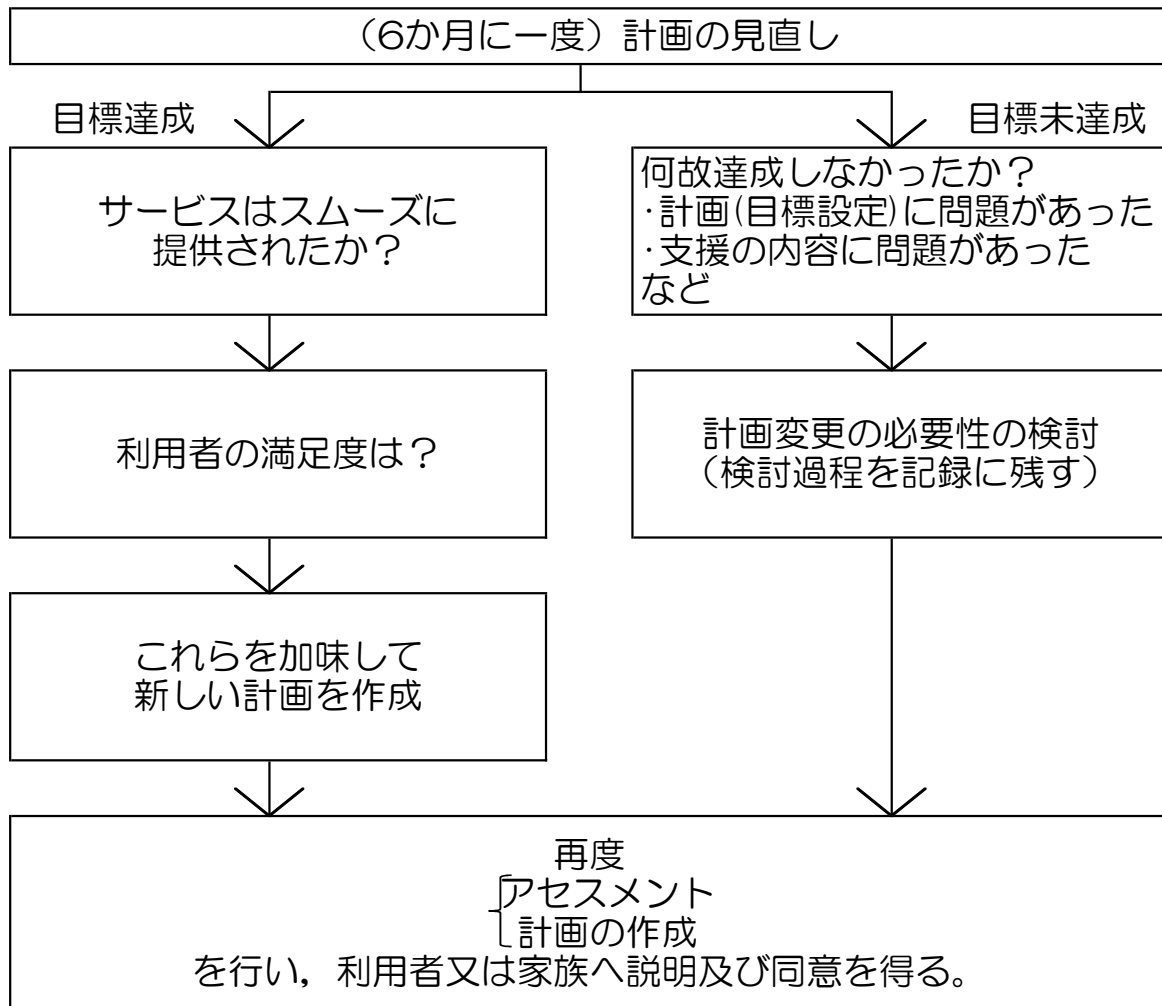 （6か月に一度）計画の見直し
目標達成
目標未達成
サービスはスムーズに
提供されたか？
何故達成しなかったか？
・計画(目標設定)に問題があった
・支援の内容に問題があった
など
利用者の満足度は？
計画変更の必要性の検討
（検討過程を記録に残す）
これらを加味して
新しい計画を作成
再度
アセスメント
計画の作成
を行い，利用者又は家族へ説明及び同意を得る。